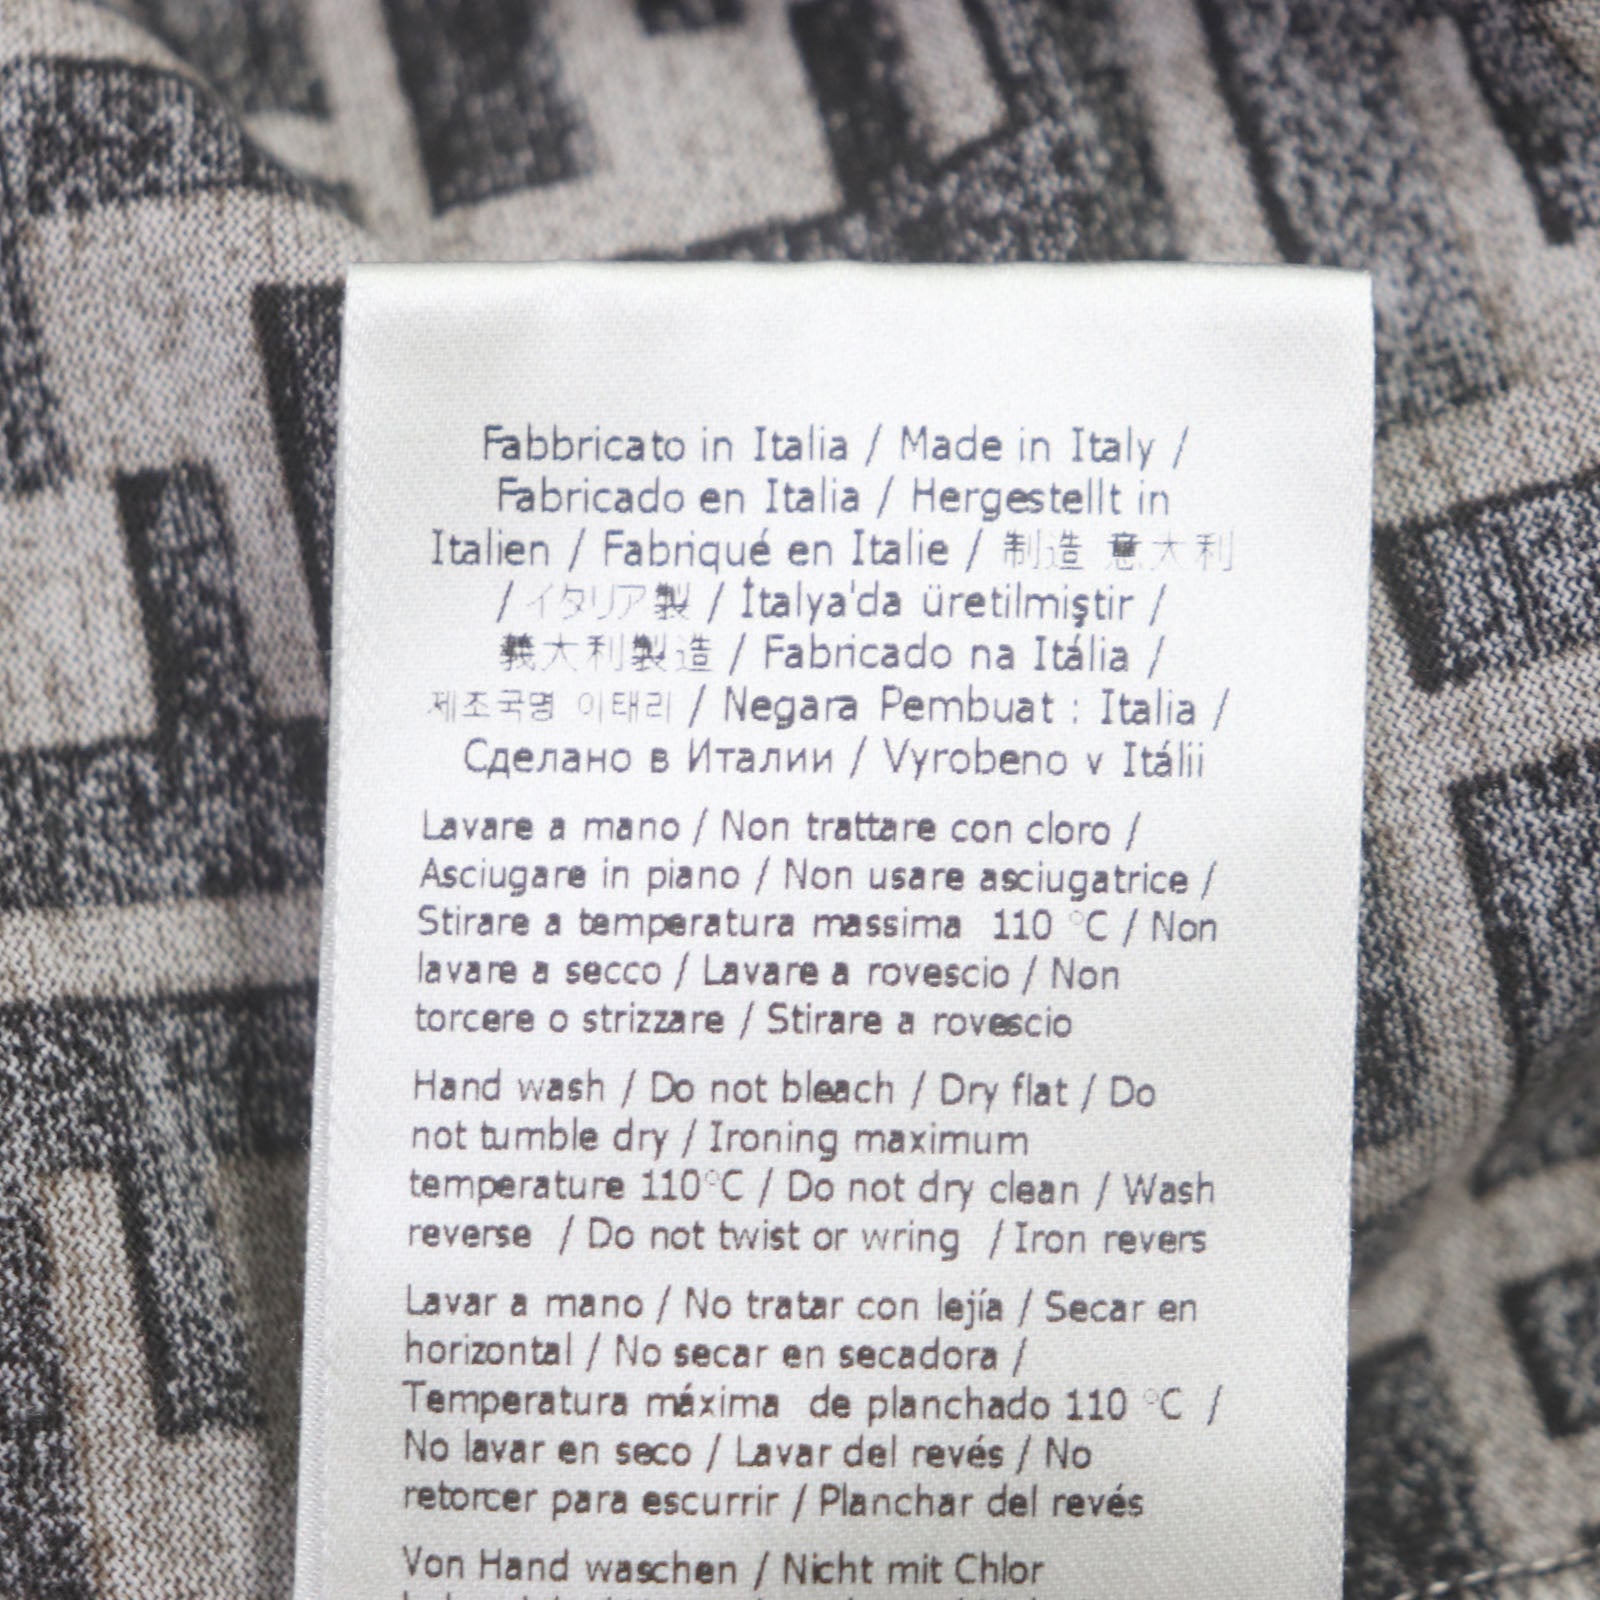 Fabbricato in Italia / Made in Italy /
Fabricado en Italia / Hergestellt in
Italien / Fabriqué en Italie / 制造 意大利
/ イタリア製 / İtalya'da üretilmiştir /
義大利製造 / Fabricado na Itália /
제조국명 이태리 / Negara Pembuat : Italia /
Сделано в Италии / Vyrobeno v Itálii
Lavare a mano / Non trattare con cloro /
Asciugare in piano / Non usare asciugatrice /
Stirare a temperatura massima 110 °C / Non
lavare a secco / Lavare a rovescio / Non
torcere o strizzare / Stirare a rovescio
Hand wash / Do not bleach / Dry flat / Do
not tumble dry / Ironing maximum
temperature 110°C / Do not dry clean / Wash
reverse / Do not twist or wring / Iron revers
Lavar a mano / No tratar con lejía / Secar en
horizontal / No secar en secadora /
Temperatura máxima de planchado 110 °C /
No lavar en seco / Lavar del revés / No
retorcer para escurrir / Planchar del revés
Von Hand waschen / Nicht mit Chlor